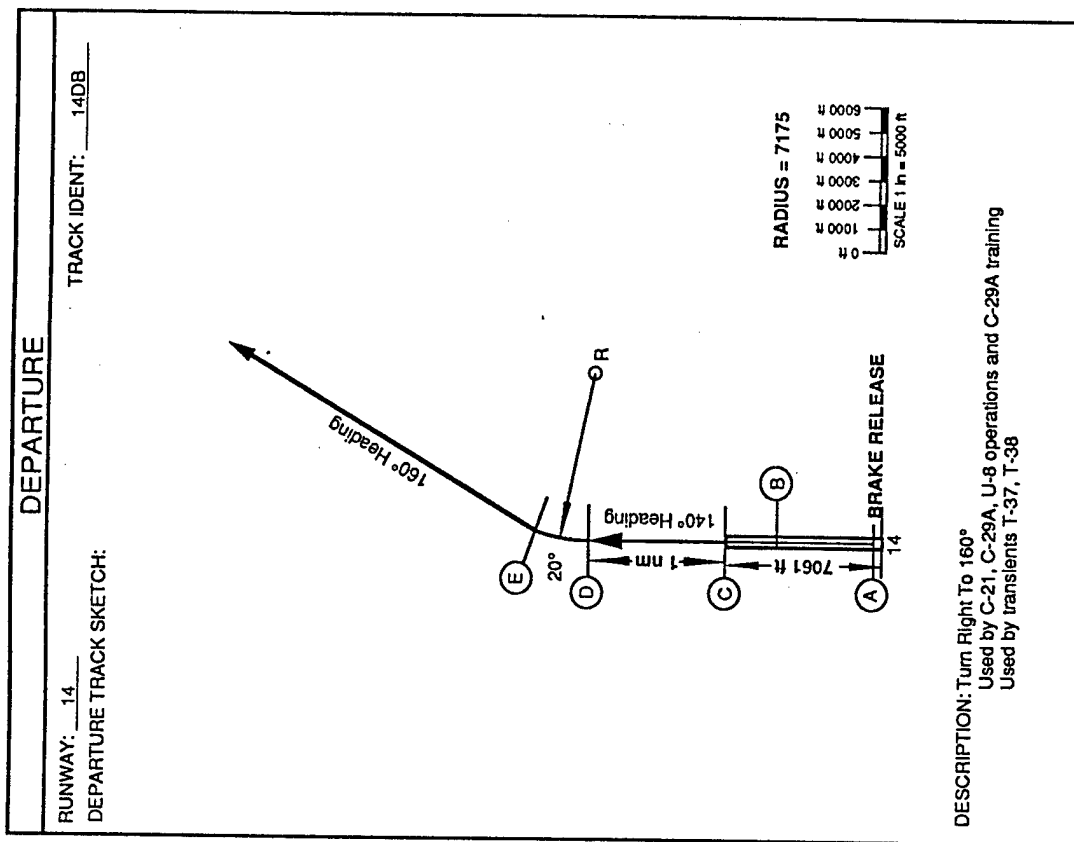 DEPARTURE
RUNWAY: 14
TRACK IDENT: 14DB
DEPARTURE TRACK SKETCH:
160° Heading
E
20°
R
D
1 nm
140° Heading
C
7061 ft
B
A
BRAKE RELEASE
14
RADIUS = 7175
0 ft
1000 ft
2000 ft
3000 ft
4000 ft
5000 ft
6000 ft
SCALE 1 in = 5000 ft
DESCRIPTION: Turn Right To 160°
Used by C-21, C-29A, U-8 operations and C-29A training
Used by transients T-37, T-38